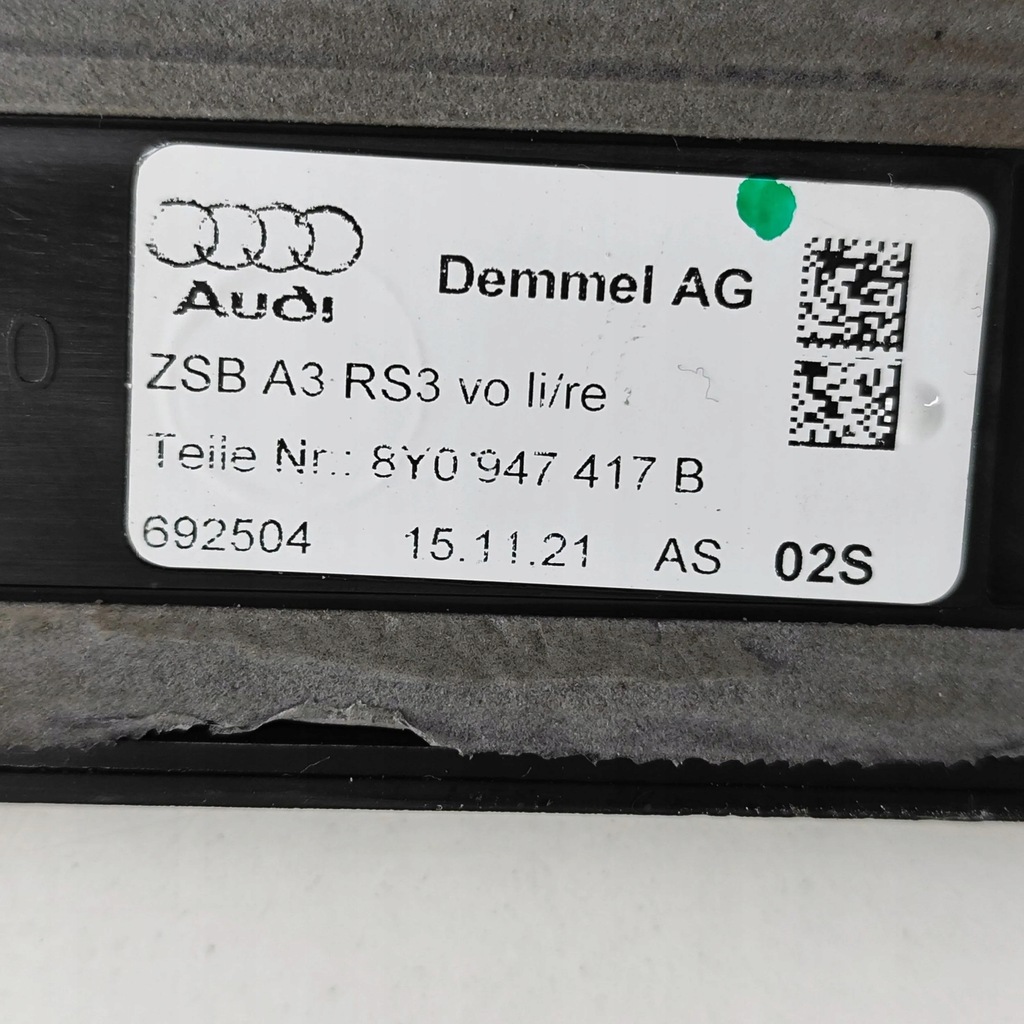 Audi
Demmel AG
ZSB A3 RS3 vo li/re
Teile Nr.: 8Y0 947 417 B
692504 15.11.21 AS 02S
0